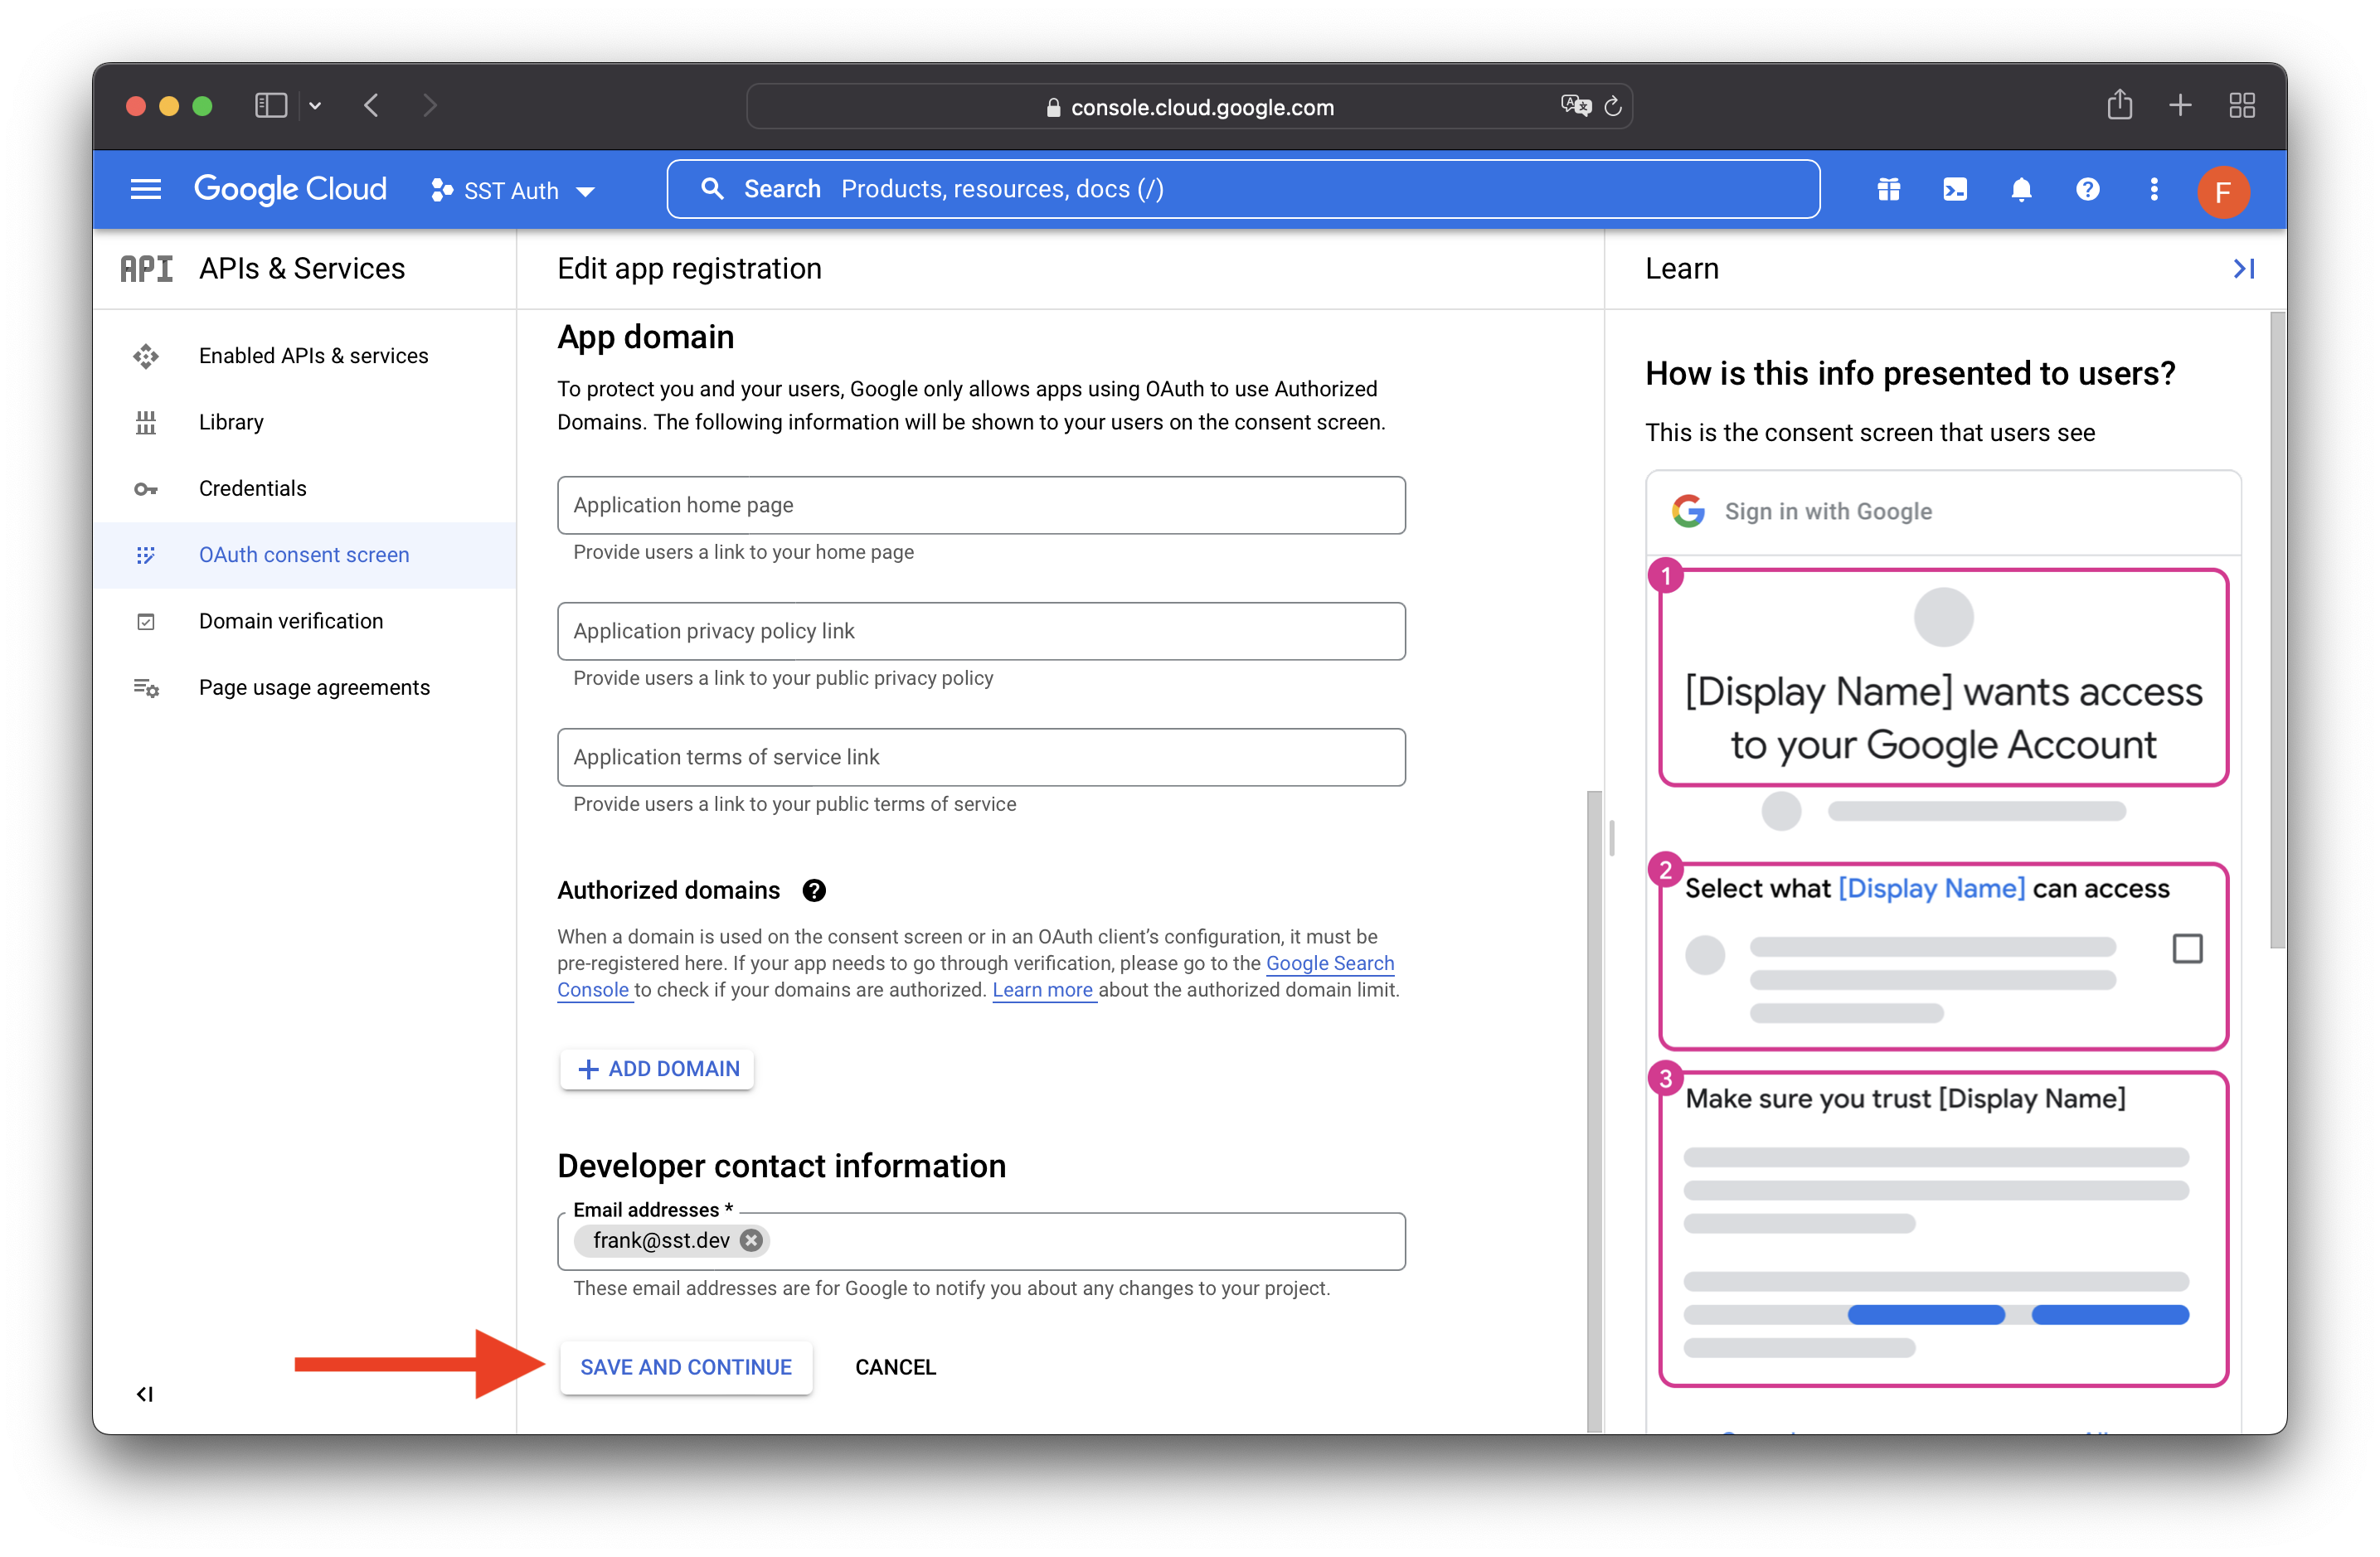 console.cloud.google.com
Google Cloud
SST Auth
Search Products, resources, docs (/)
F
API APIs & Services
Enabled APIs & services
Library
Credentials
OAuth consent screen
Domain verification
Page usage agreements
Edit app registration
App domain
To protect you and your users, Google only allows apps using OAuth to use Authorized
Domains. The following information will be shown to your users on the consent screen.
Application home page
Provide users a link to your home page
Application privacy policy link
Provide users a link to your public privacy policy
Application terms of service link
Provide users a link to your public terms of service
Authorized domains
When a domain is used on the consent screen or in an OAuth client’s configuration, it must be
pre-registered here. If your app needs to go through verification, please go to the Google Search
Console to check if your domains are authorized. Learn more about the authorized domain limit.
ADD DOMAIN
Developer contact information
Email addresses *
frank@sst.dev
These email addresses are for Google to notify you about any changes to your project.
SAVE AND CONTINUE
CANCEL
Learn
How is this info presented to users?
This is the consent screen that users see
Sign in with Google
1
[Display Name] wants access
to your Google Account
2
Select what [Display Name] can access
3
Make sure you trust [Display Name]